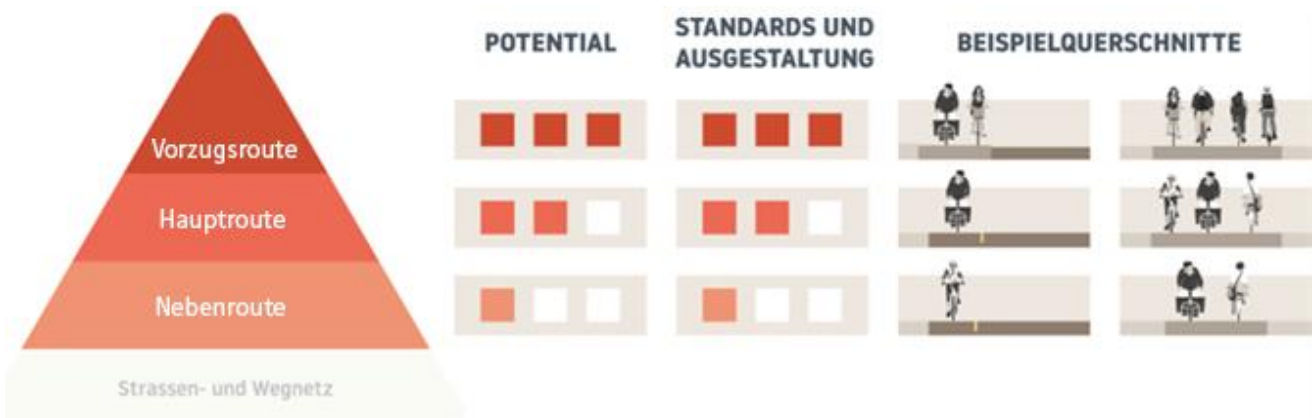 POTENTIAL
STANDARDS UND
AUSGESTALTUNG
BEISPIELQUERSCHNITTE
Vorzugsroute
Hauptroute
Nebenroute
Strassen- und Wegnetz